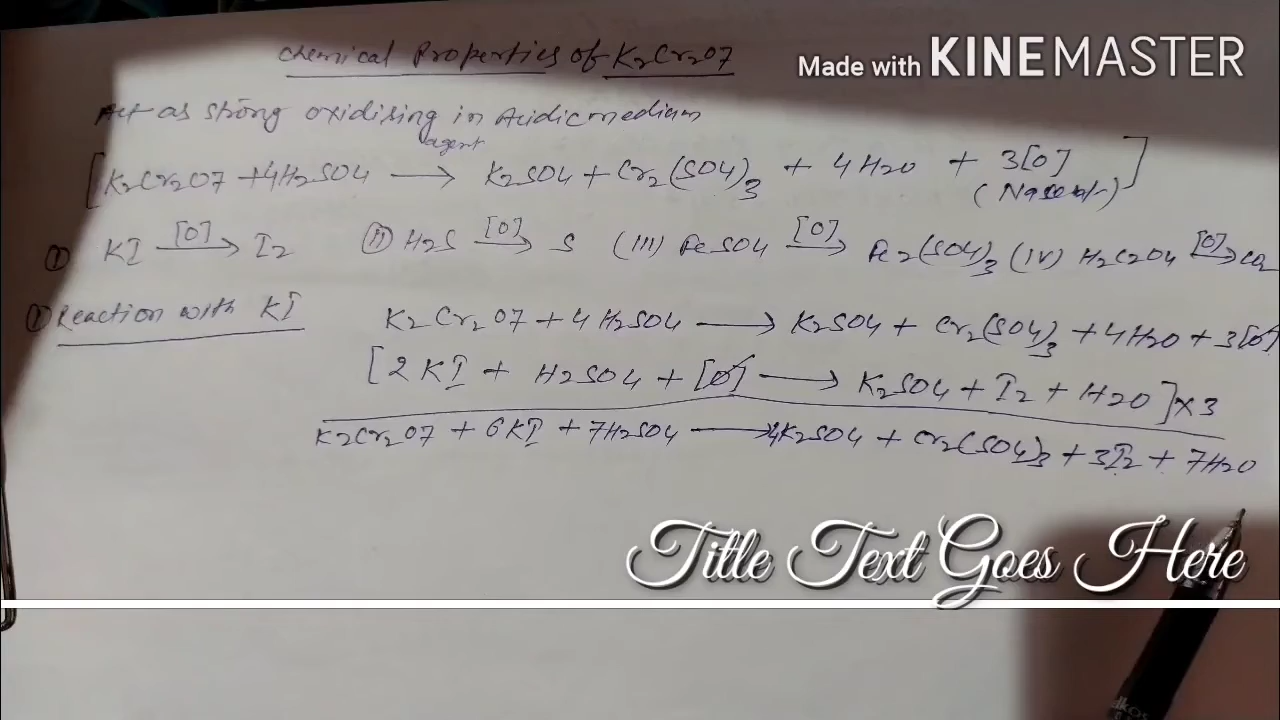 Chemical Properties of K2Cr2O7
Made with KINEMASTER
Act as strong oxidising agent in Acidic medium
[K2Cr2O7 + 4H2SO4 → K2SO4 + Cr2(SO4)3 + 4H2O + 3[O]]
(Nascent)
(I) KI [O]→ I2 (II) H2S [O]→ S (III) FeSO4 [O]→ Fe2(SO4)3 (IV) H2C2O4 [O]→ CO2
(I) Reaction with KI K2Cr2O7 + 4H2SO4 → K2SO4 + Cr2(SO4)3 + 4H2O + 3[O]
[2KI + H2SO4 + [O] → K2SO4 + I2 + H2O]×3
K2Cr2O7 + 6KI + 7H2SO4 → 4K2SO4 + Cr2(SO4)3 + 3I2 + 7H2O
Title Text Goes Here